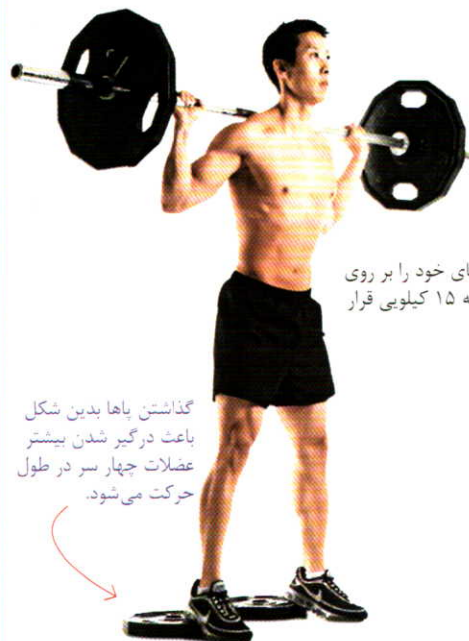 ای خود را بر روی
ه ۱۵ کیلویی قرار
گذاشتن پاها بدین شکل
باعث درگیر شدن بیشتر
عضلات چهار سر در طول
حرکت می‌شود.